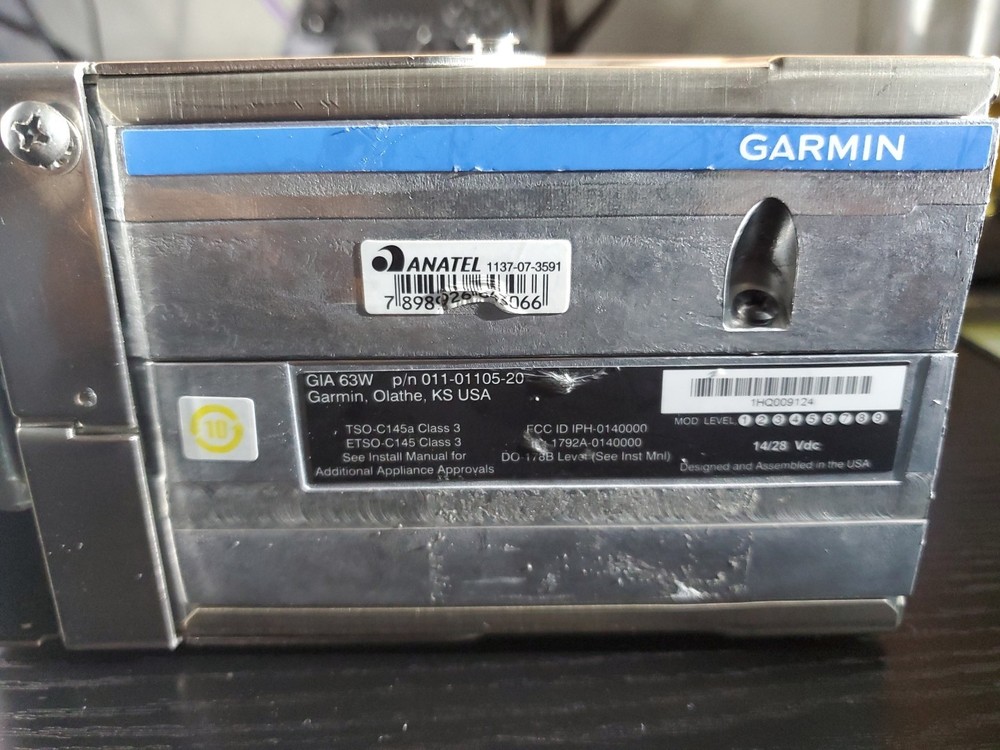 GARMIN
ANATEL 1137-07-3591
7 898 066
GIA 63W p/n 011-01105-20
Garmin, Olathe, KS USA
1HQ009124
MOD LEVEL 1 2 3 4 5 6 7 8 9
TSO-C145a Class 3 FCC ID IPH-0140000
ETSO-C145 Class 3 1792A-0140000
14/28 Vdc
See Install Manual for DO-178B Level (See Inst Mnl)
Additional Appliance Approvals
Designed and Assembled in the USA
10